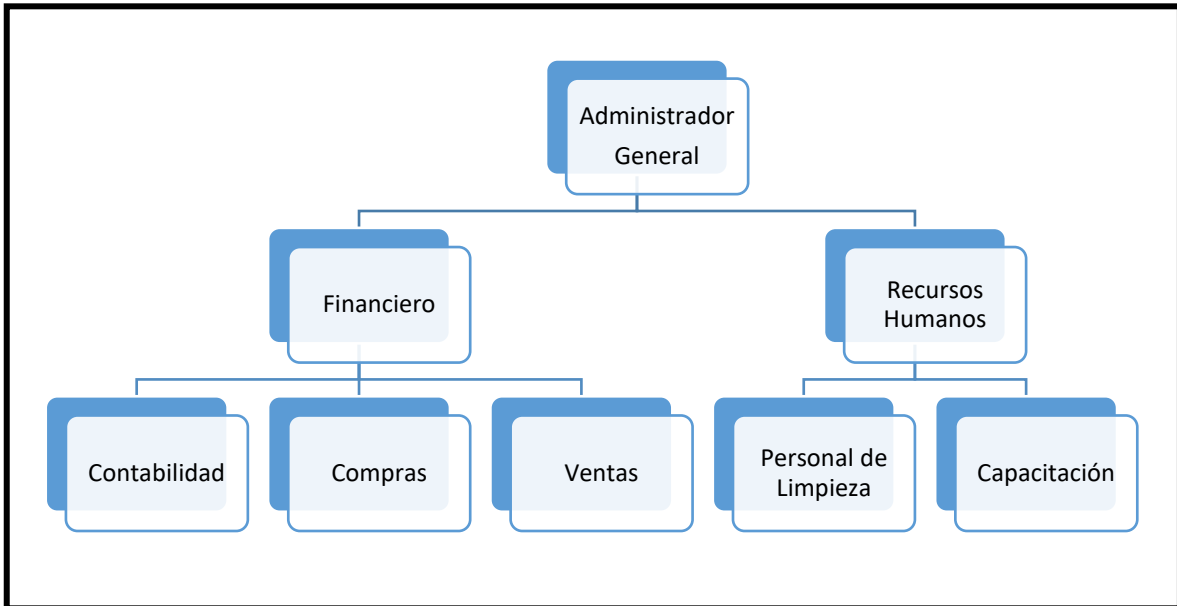 Administrador
General
Financiero
Recursos
Humanos
Contabilidad
Compras
Ventas
Personal de
Limpieza
Capacitación